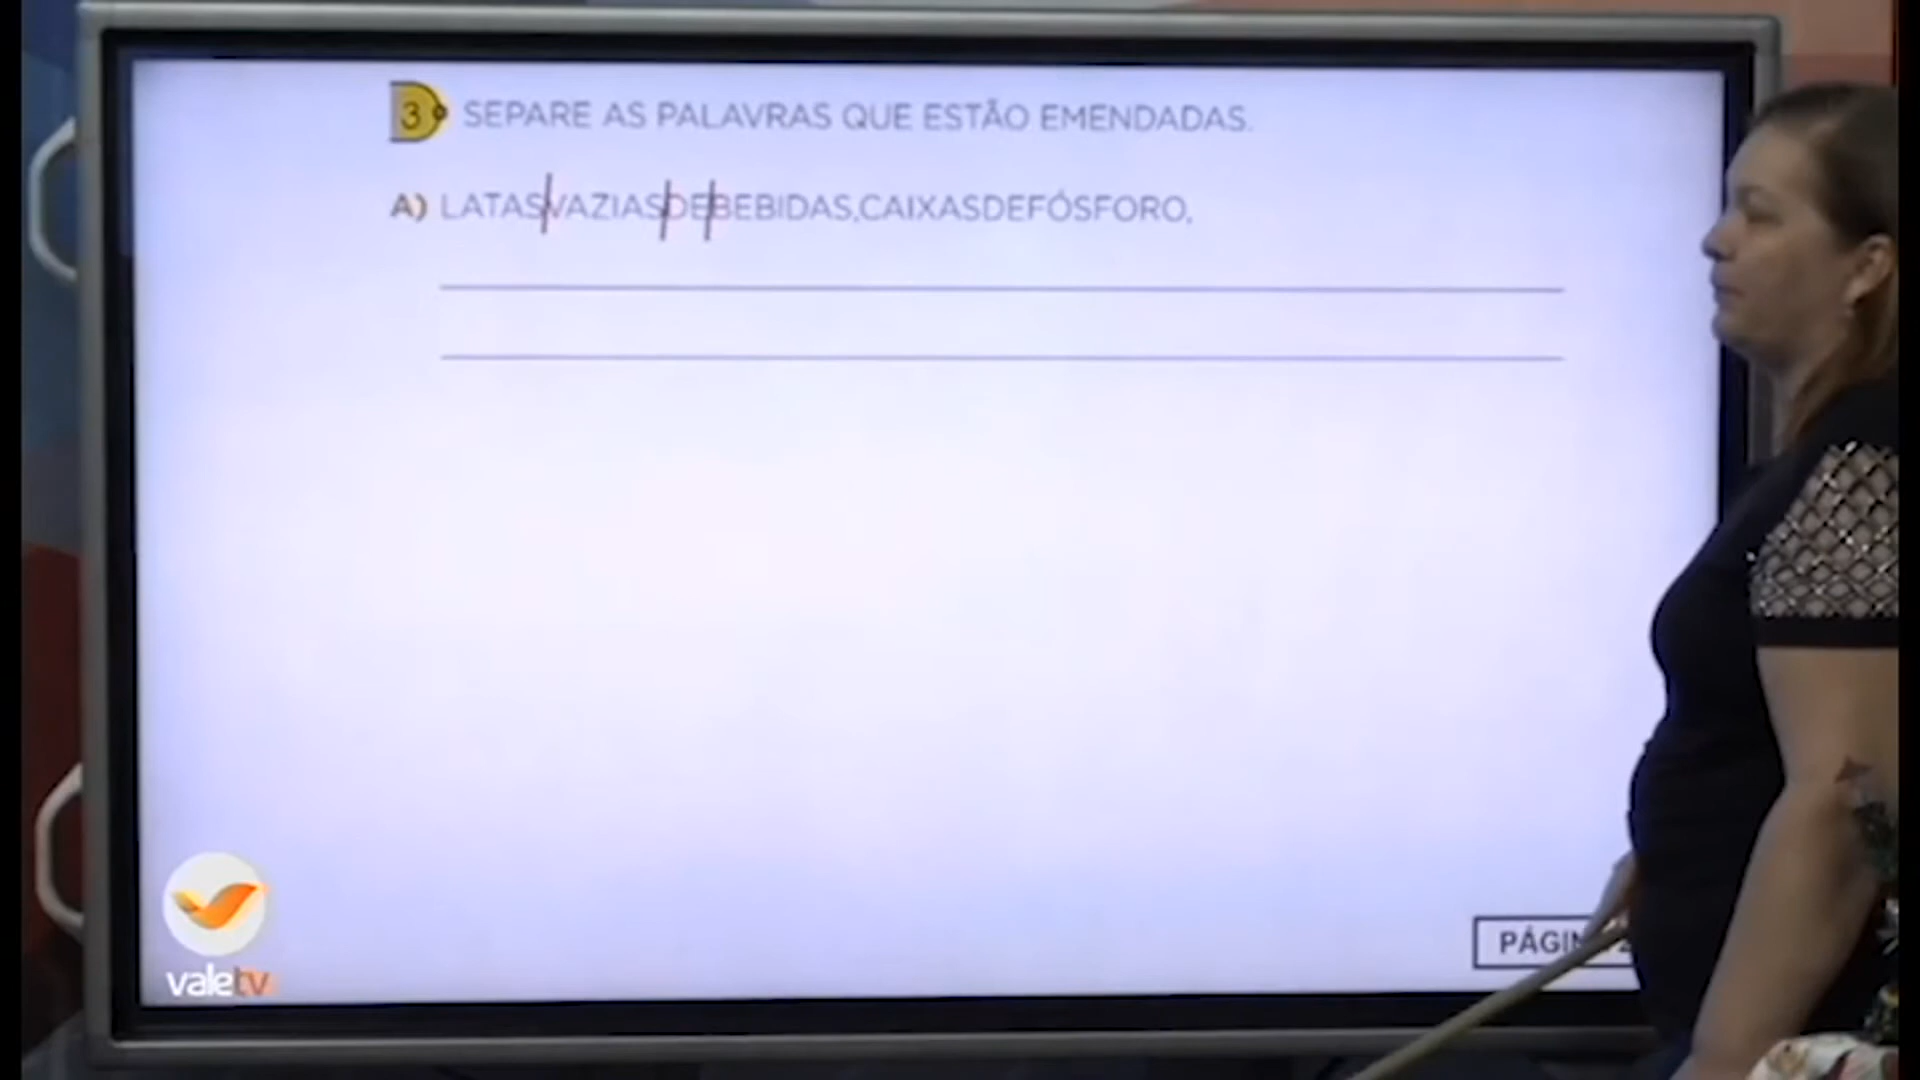 3 SEPARE AS PALAVRAS QUE ESTÃO EMENDADAS.
A) LATASVAZIASDEBEBIDAS,CAIXASDEFÓSFORO,
valetv